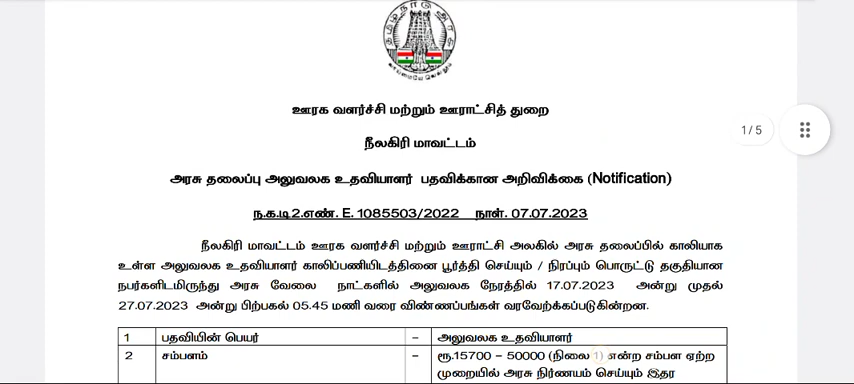 ஊரக வளர்ச்சி மற்றும் ஊராட்சித் துறை
நீலகிரி மாவட்டம்
1 / 5
அரசு தலைப்பு அலுவலக உதவியாளர் பதவிக்கான அறிவிக்கை (Notification)
ந.க.டி2.எண். E. 1085503/2022 நாள். 07.07.2023
நீலகிரி மாவட்டம் ஊரக வளர்ச்சி மற்றும் ஊராட்சி அலகில் அரசு தலைப்பில் காலியாக
உள்ள அலுவலக உதவியாளர் காலிப்பணியிடத்தினை பூர்த்தி செய்யும் / நிரப்பும் பொருட்டு தகுதியான
நபர்களிடமிருந்து அரசு வேலை நாட்களில் அலுவலக நேரத்தில் 17.07.2023 அன்று முதல்
27.07.2023 அன்று பிற்பகல் 05.45 மணி வரை விண்ணப்பங்கள் வரவேற்கப்படுகின்றன.
1 பதவியின் பெயர் – அலுவலக உதவியாளர்
2 சம்பளம் – ரூ.15700 – 50000 (நிலை 1) என்ற சம்பள ஏற்ற
முறையில் அரசு நிர்ணயம் செய்யும் இதர